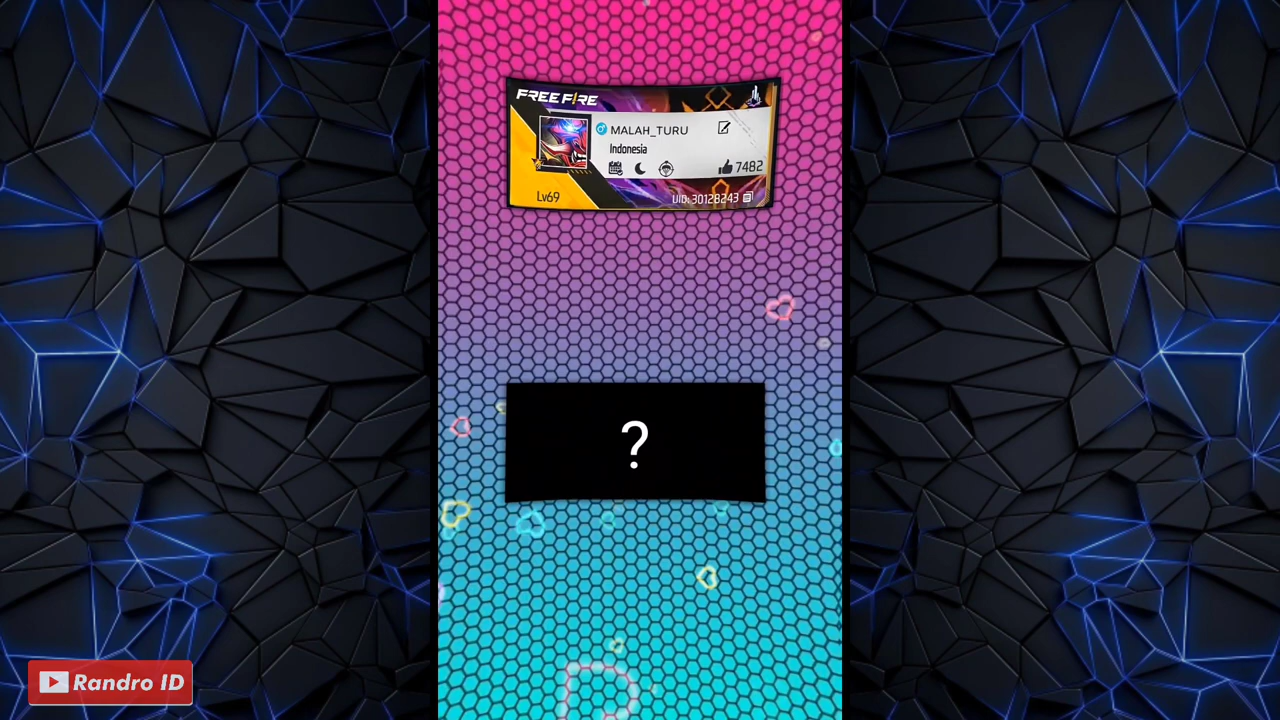 FREE FIRE
MALAH_TURU
Indonesia
7482
Lv69
UID: 30128243
?
Randro ID